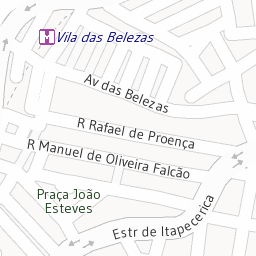 M Vila das Belezas
Av das Belezas
R Rafael de Proença
R Manuel de Oliveira Falcão
Praça João
Esteves
Estr de Itapecerica